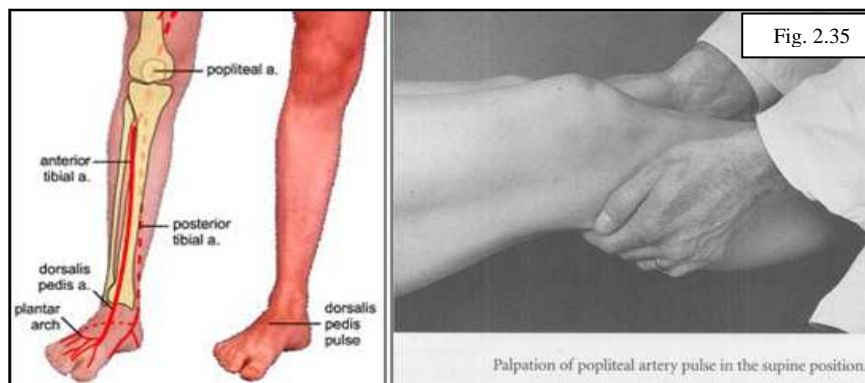 Fig. 2.35
popliteal a.
anterior
tibial a.
posterior
tibial a.
dorsalis
pedis a.
plantar
arch
dorsalis
pedis
pulse
Palpation of popliteal artery pulse in the supine position